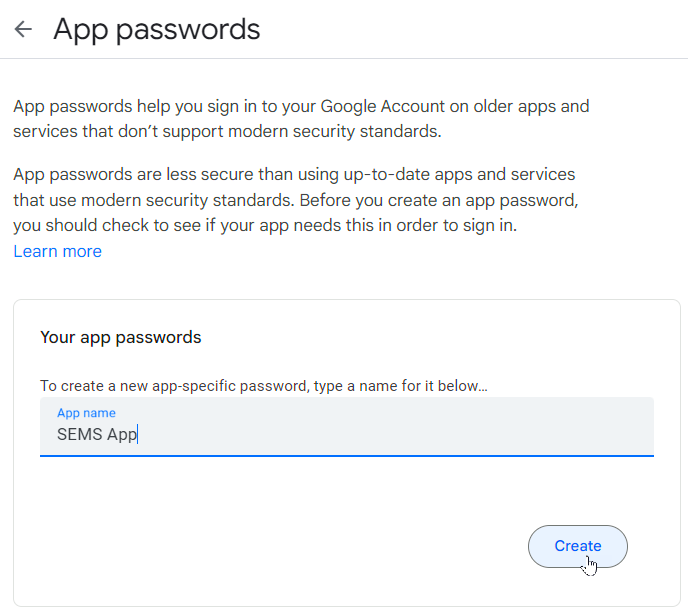 App passwords
App passwords help you sign in to your Google Account on older apps and
services that don’t support modern security standards.
App passwords are less secure than using up-to-date apps and services
that use modern security standards. Before you create an app password,
you should check to see if your app needs this in order to sign in.
Learn more
Your app passwords
To create a new app-specific password, type a name for it below...
App name
SEMS App
Create